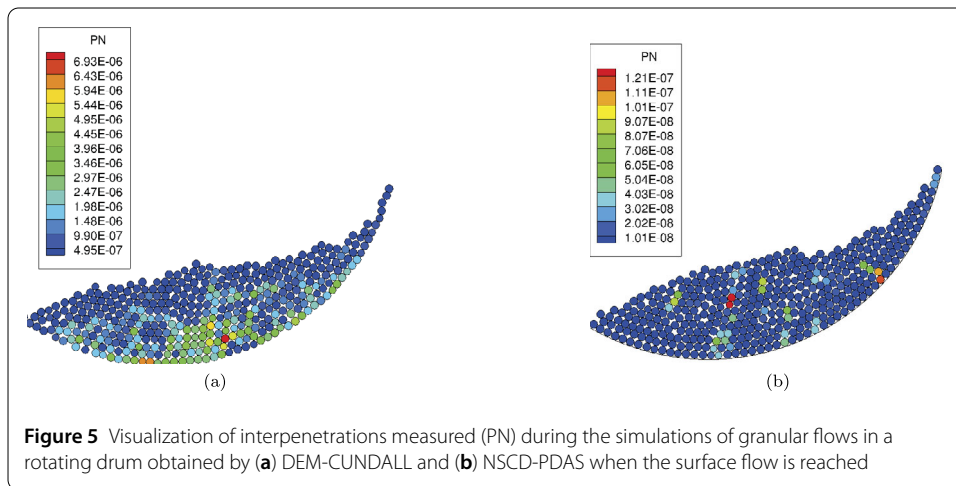 PN
6.93E-06
6.43E-06
5.94E-06
5.44E-06
4.95E-06
4.45E-06
3.96E-06
3.46E-06
2.97E-06
2.47E-06
1.98E-06
1.48E-06
9.90E 07
4.95E-07
(a)
PN
1.21E-07
1.11E-07
1.01E-07
9.07E-08
8.07E-08
7.06E-08
6.05E-08
5.04E-08
4.03E-08
3.02E-08
2.02E-08
1.01E 08
(b)
Figure 5 Visualization of interpenetrations measured (PN) during the simulations of granular flows in a
rotating drum obtained by (a) DEM-CUNDALL and (b) NSCD-PDAS when the surface flow is reached